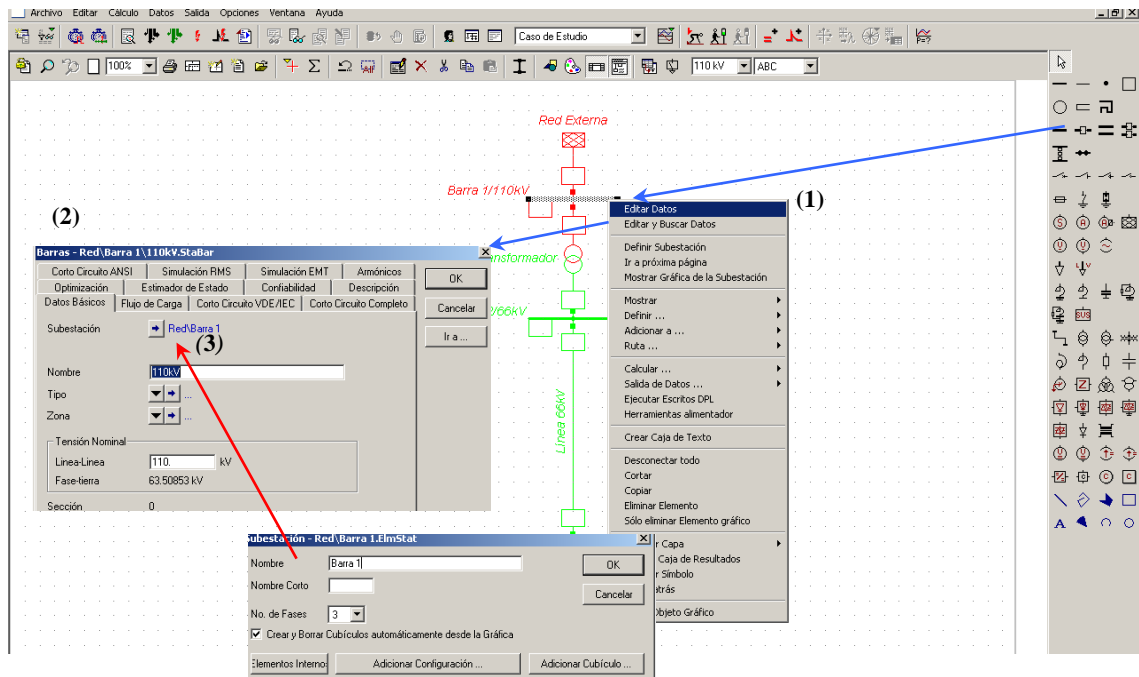 Archivo Editar Cálculo Datos Salida Opciones Ventana Ayuda
Caso de Estudio
100% 110 kV ABC
Red Externa
Barra 1/110kV
(1)
Editar Datos
Editar y Buscar Datos
Definir Subestación
Ir a próxima página
Mostrar Gráfica de la Subestación
Mostrar
Definir ...
Adicionar a ...
Ruta ...
Calcular ...
Salida de Datos ...
Ejecutar Escritos DPL
Herramientas alimentador
Crear Caja de Texto
Desconectar todo
Cortar
Copiar
Eliminar Elemento
Sólo eliminar Elemento gráfico
r Capa
Caja de Resultados
r Símbolo
atrás
bjeto Gráfico
(2)
Barras - Red\Barra 1\110kV.StaBar
Corto Circuito ANSI Simulación RMS Simulación EMT Armónicos
Optimización Estimador de Estado Confiabilidad Descripción
Datos Básicos Flujo de Carga Corto Circuito VDE/IEC Corto Circuito Completo
OK
Cancelar
Ir a ...
Subestación Red\Barra 1
(3)
Nombre 110kV
Tipo ...
Zona ...
Tensión Nominal
Linea-Linea 110. kV
Fase-tierra 63.50853 kV
Sección 0
ransformador
2/66kV
Linea 66kV
Subestación - Red\Barra 1.ElmStat
Nombre Barra 1
OK
Nombre Corto
Cancelar
No. de Fases 3
Crear y Borrar Cubículos automáticamente desde la Gráfica
Elementos Internos Adicionar Configuración ... Adicionar Cubículo ...
SVS
A